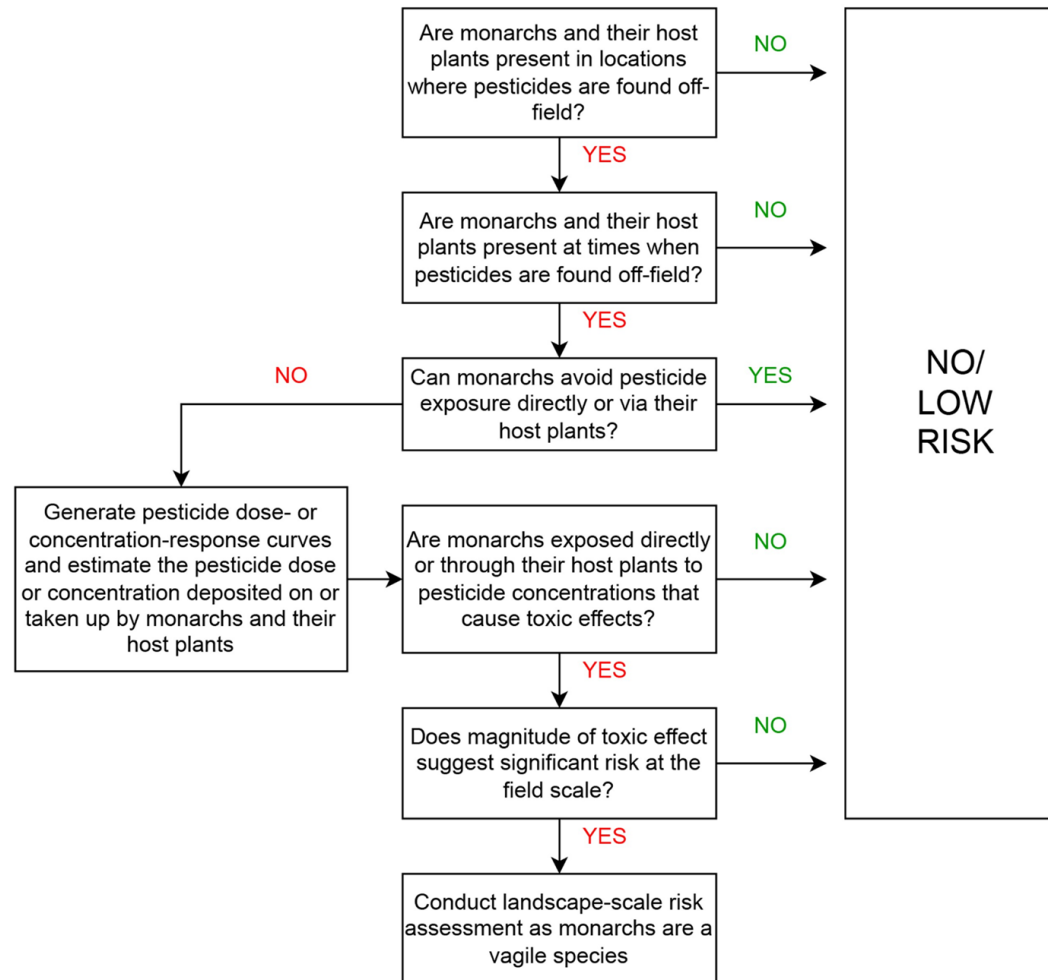 Are monarchs and their host
plants present in locations
where pesticides are found off-
field?
NO
YES
Are monarchs and their host
plants present at times when
pesticides are found off-field?
NO
YES
Can monarchs avoid pesticide
exposure directly or via their
host plants?
YES
NO
Generate pesticide dose- or
concentration-response curves
and estimate the pesticide dose
or concentration deposited on or
taken up by monarchs and their
host plants
Are monarchs exposed directly
or through their host plants to
pesticide concentrations that
cause toxic effects?
NO
YES
Does magnitude of toxic effect
suggest significant risk at the
field scale?
NO
YES
Conduct landscape-scale risk
assessment as monarchs are a
vagile species
NO/
LOW
RISK